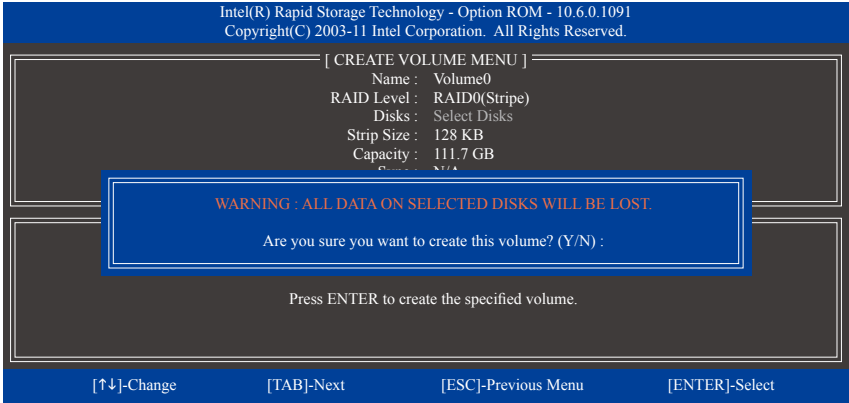 Intel(R) Rapid Storage Technology - Option ROM - 10.6.0.1091
Copyright(C) 2003-11 Intel Corporation. All Rights Reserved.
[ CREATE VOLUME MENU ]
Name : Volume0
RAID Level : RAID0(Stripe)
Disks : Select Disks
Strip Size : 128 KB
Capacity : 111.7 GB
Sync : N/A
WARNING : ALL DATA ON SELECTED DISKS WILL BE LOST.
Are you sure you want to create this volume? (Y/N) :
Press ENTER to create the specified volume.
[↑↓]-Change [TAB]-Next [ESC]-Previous Menu [ENTER]-Select